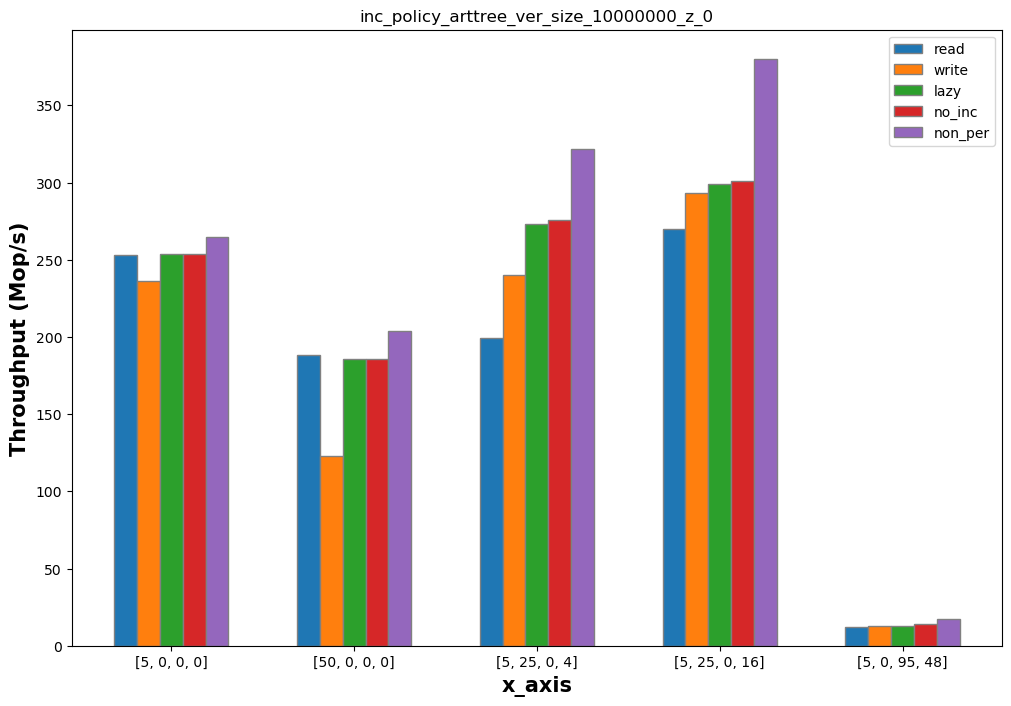 inc_policy_arttree_ver_size_10000000_z_0
read
write
lazy
no_inc
non_per
Throughput (Mop/s)
350
300
250
200
150
100
50
0
[5, 0, 0, 0]
[50, 0, 0, 0]
[5, 25, 0, 4]
[5, 25, 0, 16]
[5, 0, 95, 48]
x_axis